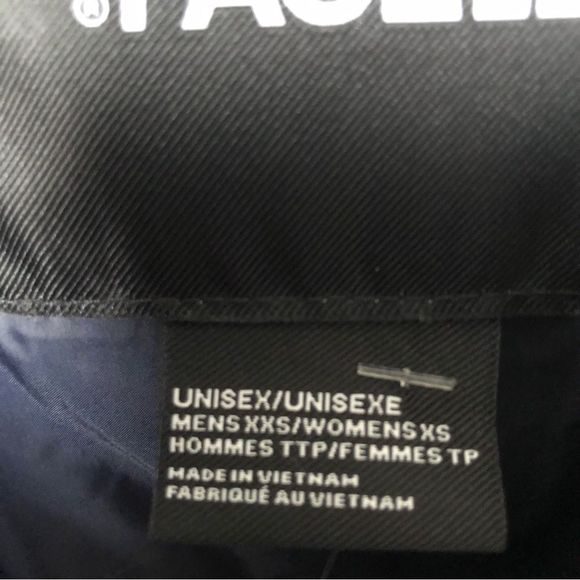 ®
UNISEX/UNISEXE
MENS XXS/WOMENS XS
HOMMES TTP/FEMMES TP
MADE IN VIETNAM
FABRIQUÉ AU VIETNAM